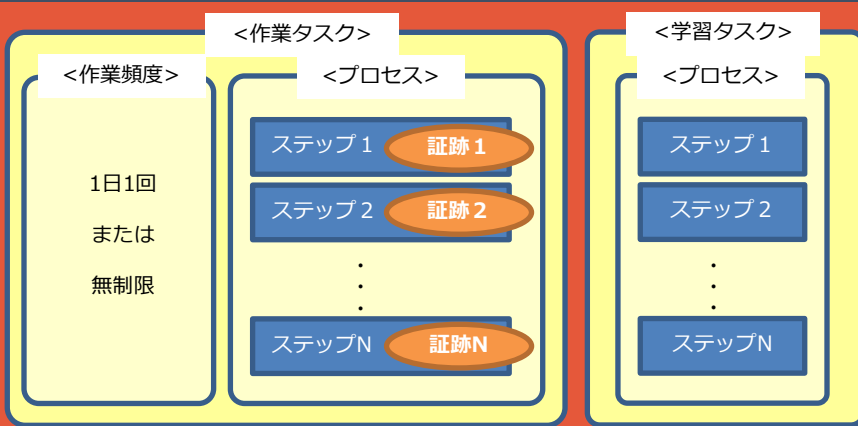 <作業タスク>
<作業頻度>
1日1回
または
無制限
<プロセス>
ステップ１ 証跡１
ステップ２ 証跡２
・
・
・
ステップN 証跡N
<学習タスク>
<プロセス>
ステップ１
ステップ２
・
・
・
ステップN